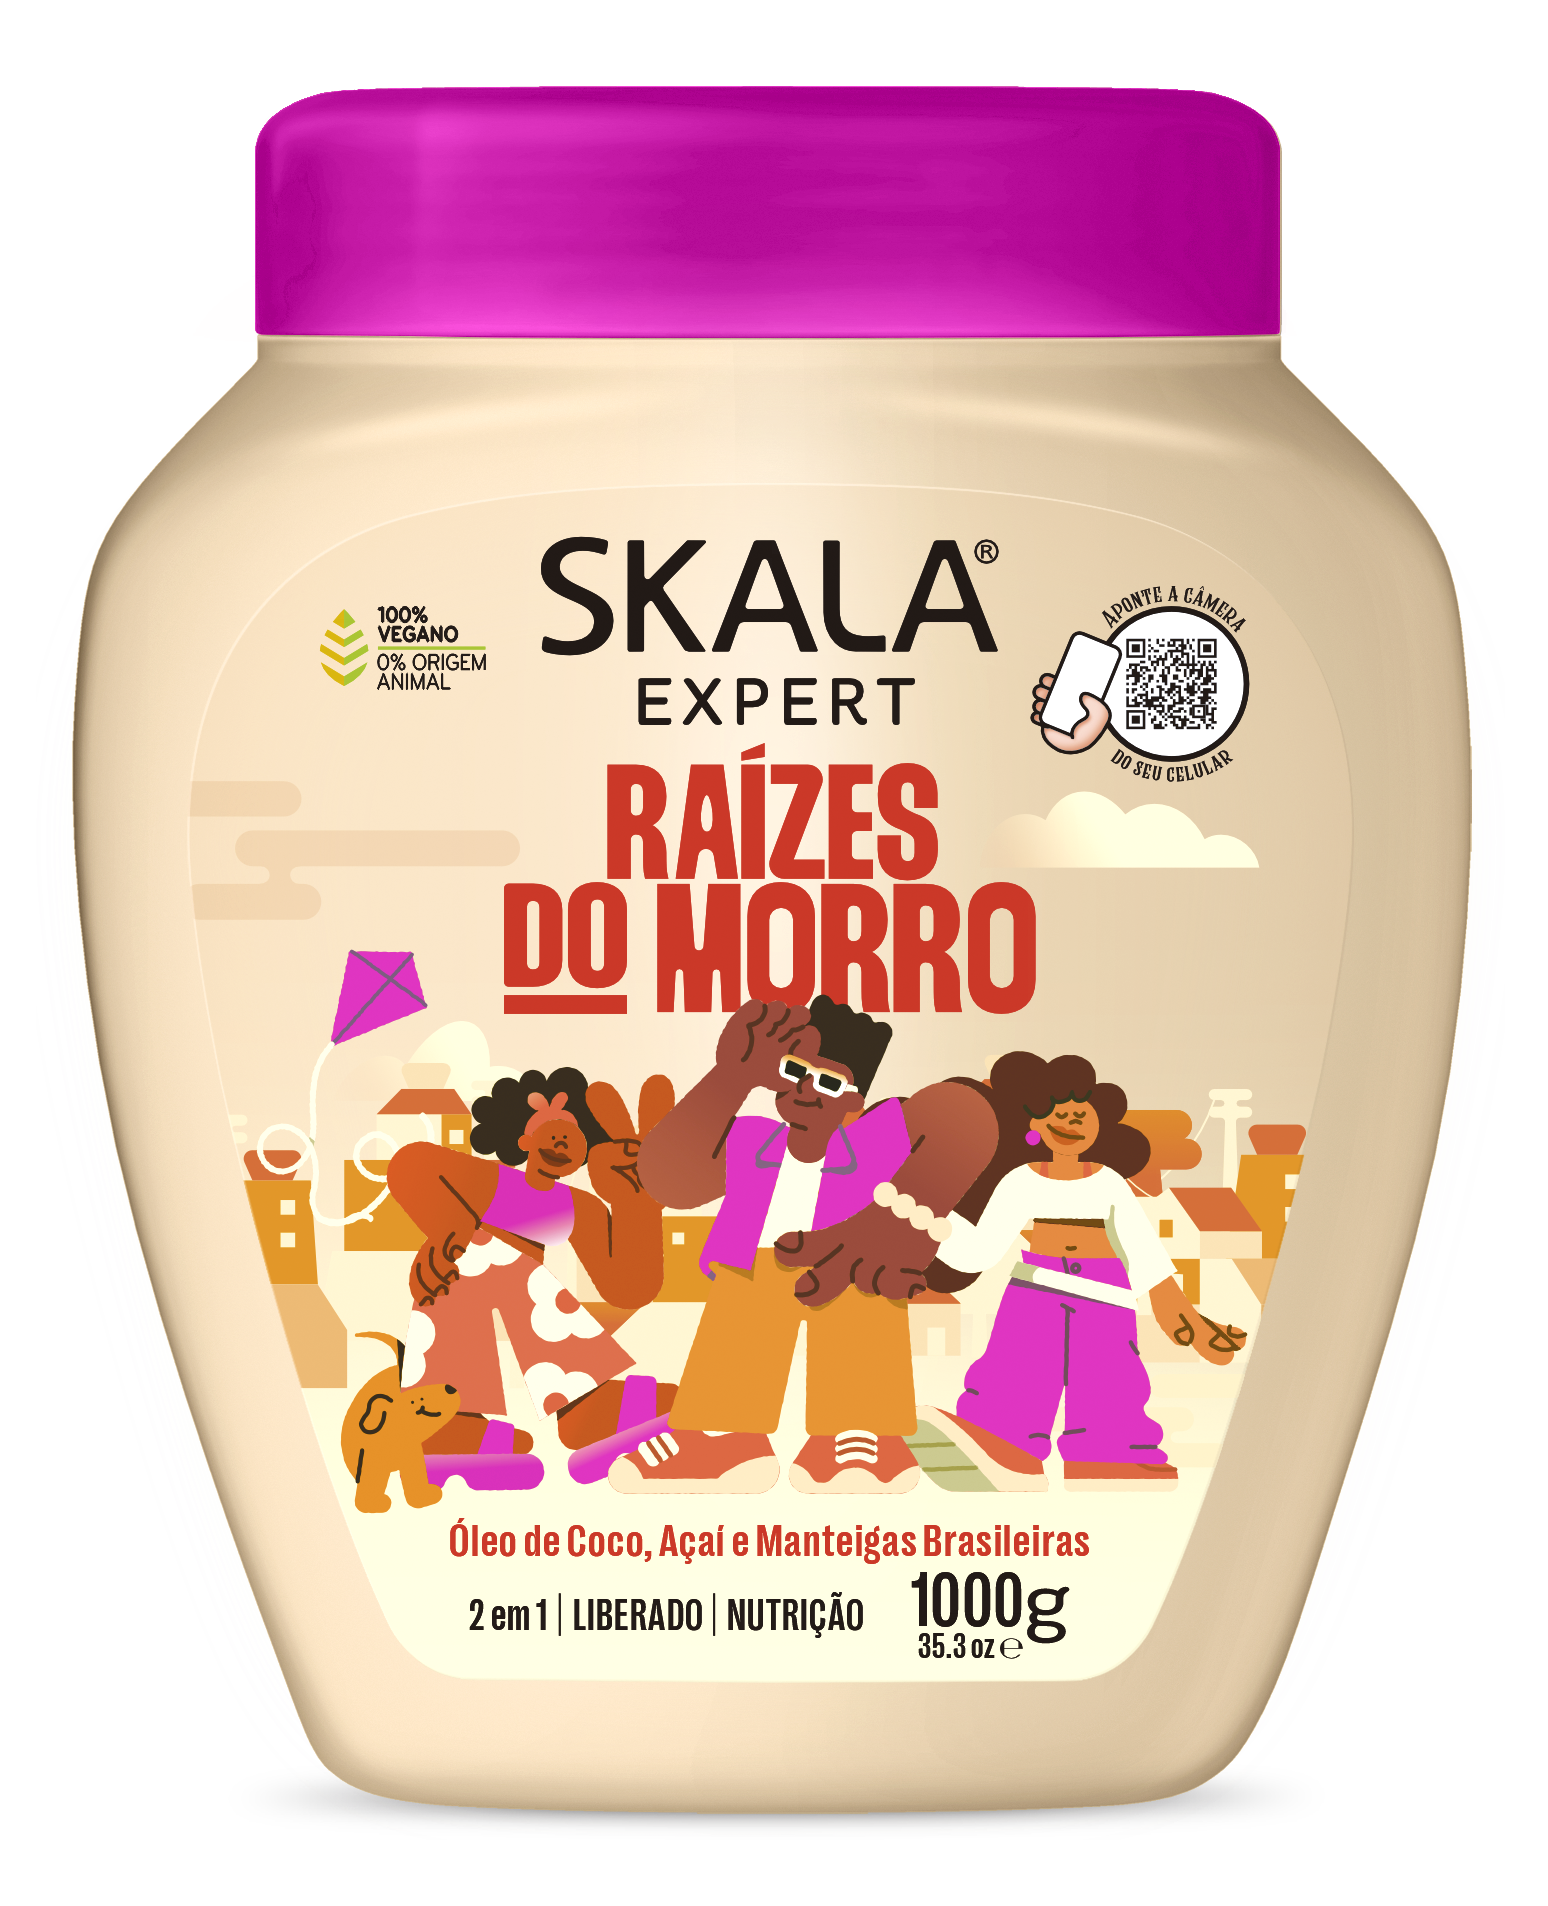 SKALA®
EXPERT
100%
VEGANO
0% ORIGEM
ANIMAL
APONTE A CÂMERA
DO SEU CELULAR
RAÍZES
DO MORRO
Óleo de Coco, Açaí e Manteigas Brasileiras
2 em 1 | LIBERADO | NUTRIÇÃO
1000g
35.3 oz ℮